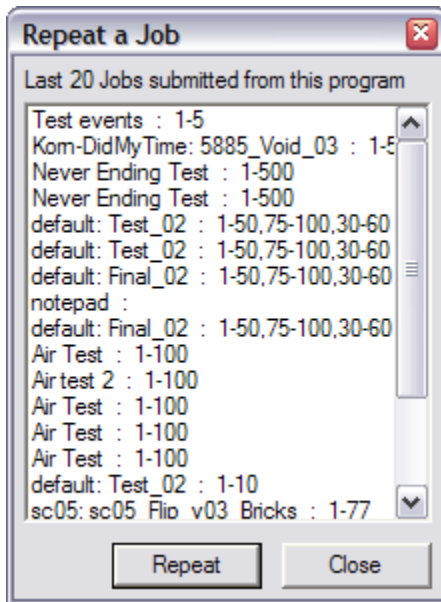 Repeat a Job
Last 20 Jobs submitted from this program
Test events : 1-5
Korn-DidMyTime: 5885_Void_03 : 1-5
Never Ending Test : 1-500
Never Ending Test : 1-500
default: Test_02 : 1-50,75-100,30-60
default: Test_02 : 1-50,75-100,30-60
default: Final_02 : 1-50,75-100,30-60
notepad :
default: Final_02 : 1-50,75-100,30-60
Air Test : 1-100
Air test 2 : 1-100
Air Test : 1-100
Air Test : 1-100
Air Test : 1-100
default: Test_02 : 1-10
sc05: sc05_Flip_v03_Bricks : 1-77
Repeat
Close